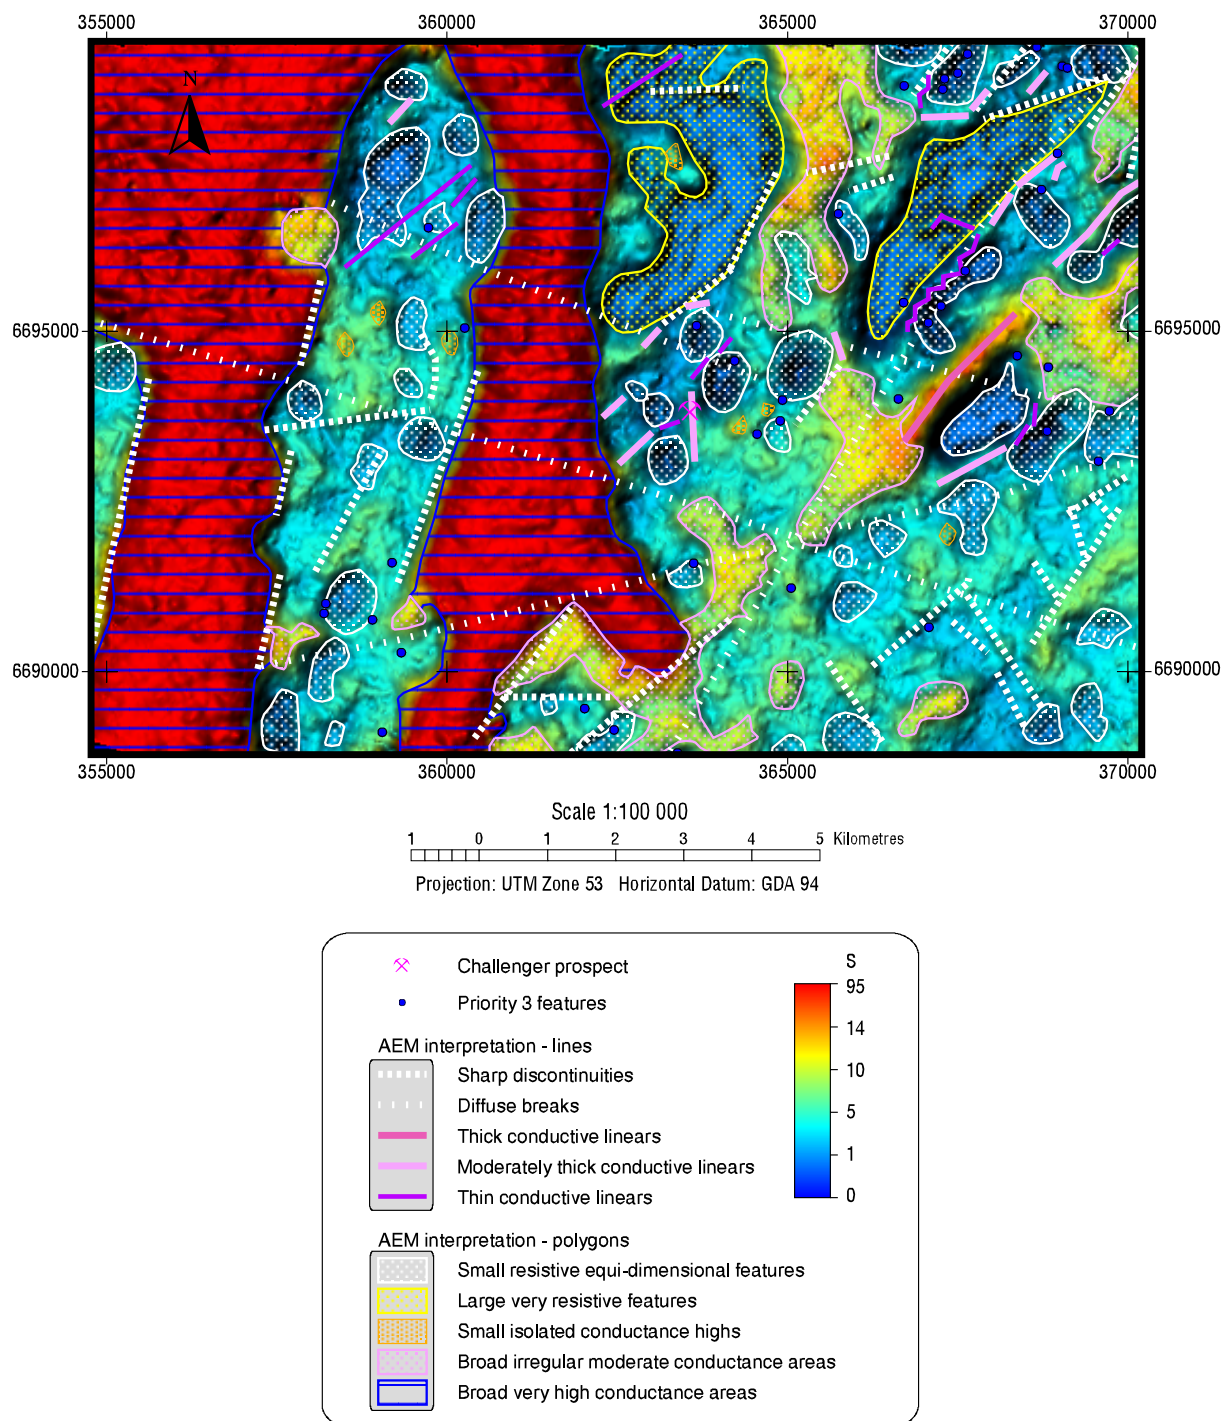 355000 360000 365000 370000
N
6695000 6695000
6690000 6690000
355000 360000 365000 370000
Scale 1:100 000
1 0 1 2 3 4 5 Kilometres
Projection: UTM Zone 53 Horizontal Datum: GDA 94
Challenger prospect
Priority 3 features
AEM interpretation - lines
Sharp discontinuities
Diffuse breaks
Thick conductive linears
Moderately thick conductive linears
Thin conductive linears
S
95
14
10
5
1
0
AEM interpretation - polygons
Small resistive equi-dimensional features
Large very resistive features
Small isolated conductance highs
Broad irregular moderate conductance areas
Broad very high conductance areas